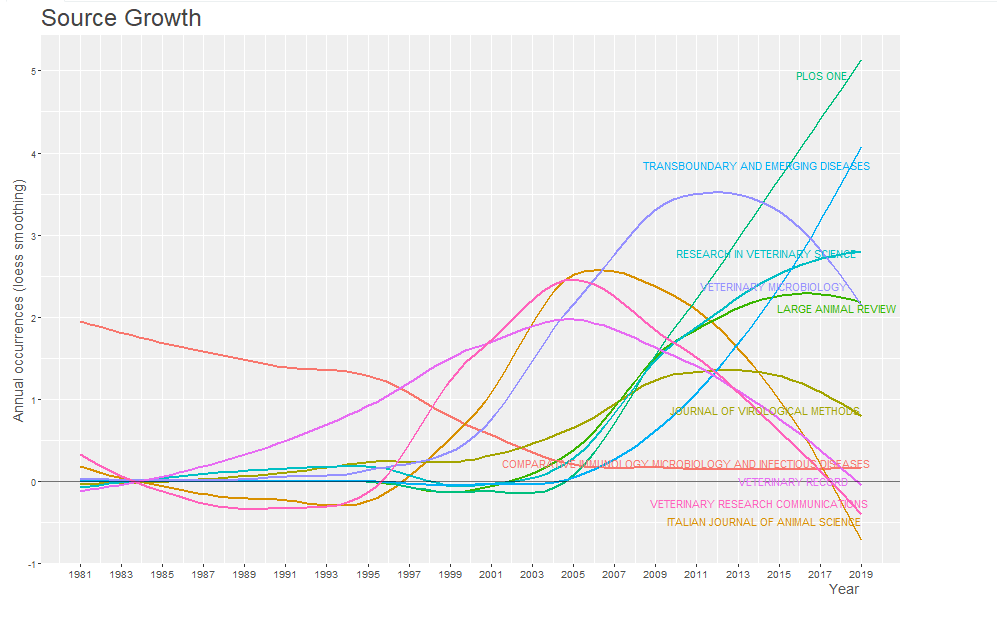 Source Growth
Annual occurrences (loess smoothing)
5
4
3
2
1
0
-1
PLOS ONE
TRANSBOUNDARY AND EMERGING DISEASES
RESEARCH IN VETERINARY SCIENCE
VETERINARY MICROBIOLOGY
LARGE ANIMAL REVIEW
JOURNAL OF VIROLOGICAL METHODS
COMPARATIVE IMMUNOLOGY MICROBIOLOGY AND INFECTIOUS DISEASES
VETERINARY RECORD
VETERINARY RESEARCH COMMUNICATIONS
ITALIAN JOURNAL OF ANIMAL SCIENCE
1981 1983 1985 1987 1989 1991 1993 1995 1997 1999 2001 2003 2005 2007 2009 2011 2013 2015 2017 2019
Year